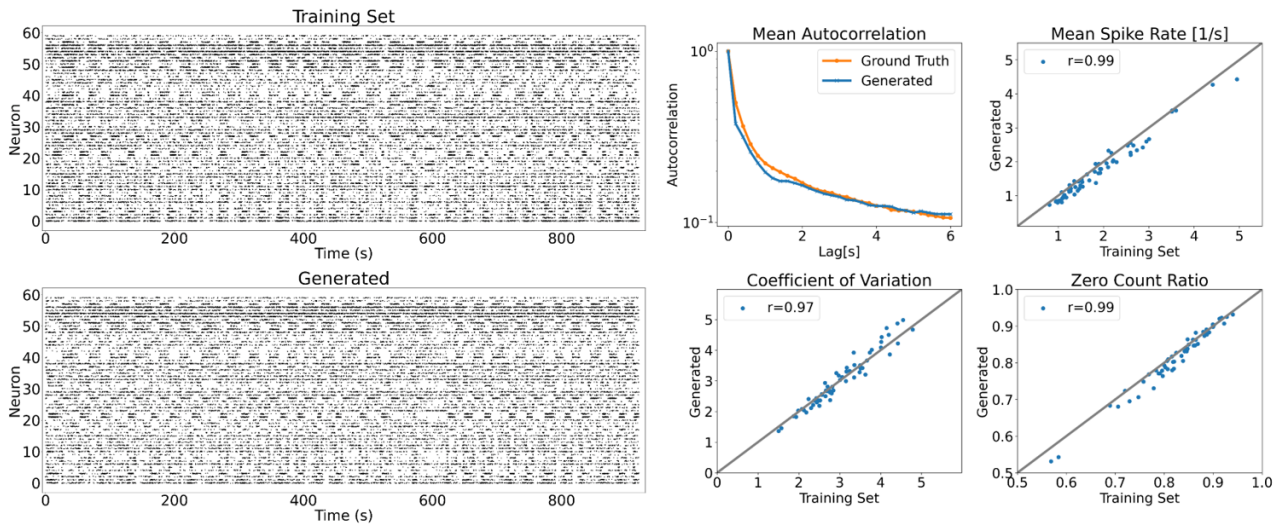 Training Set
Neuron
60
50
40
30
20
10
0
0 200 400 600 800
Time (s)
Generated
Neuron
60
50
40
30
20
10
0
0 200 400 600 800
Time (s)
Mean Autocorrelation
Autocorrelation
10⁰
10⁻¹
Ground Truth
Generated
0 2 4 6
Lag[s]
Mean Spike Rate [1/s]
Generated
5
4
3
2
1
r=0.99
1 2 3 4 5
Training Set
Coefficient of Variation
Generated
5
4
3
2
1
0
r=0.97
0 1 2 3 4 5
Training Set
Zero Count Ratio
Generated
1.0
0.9
0.8
0.7
0.6
0.5
r=0.99
0.5 0.6 0.7 0.8 0.9 1.0
Training Set